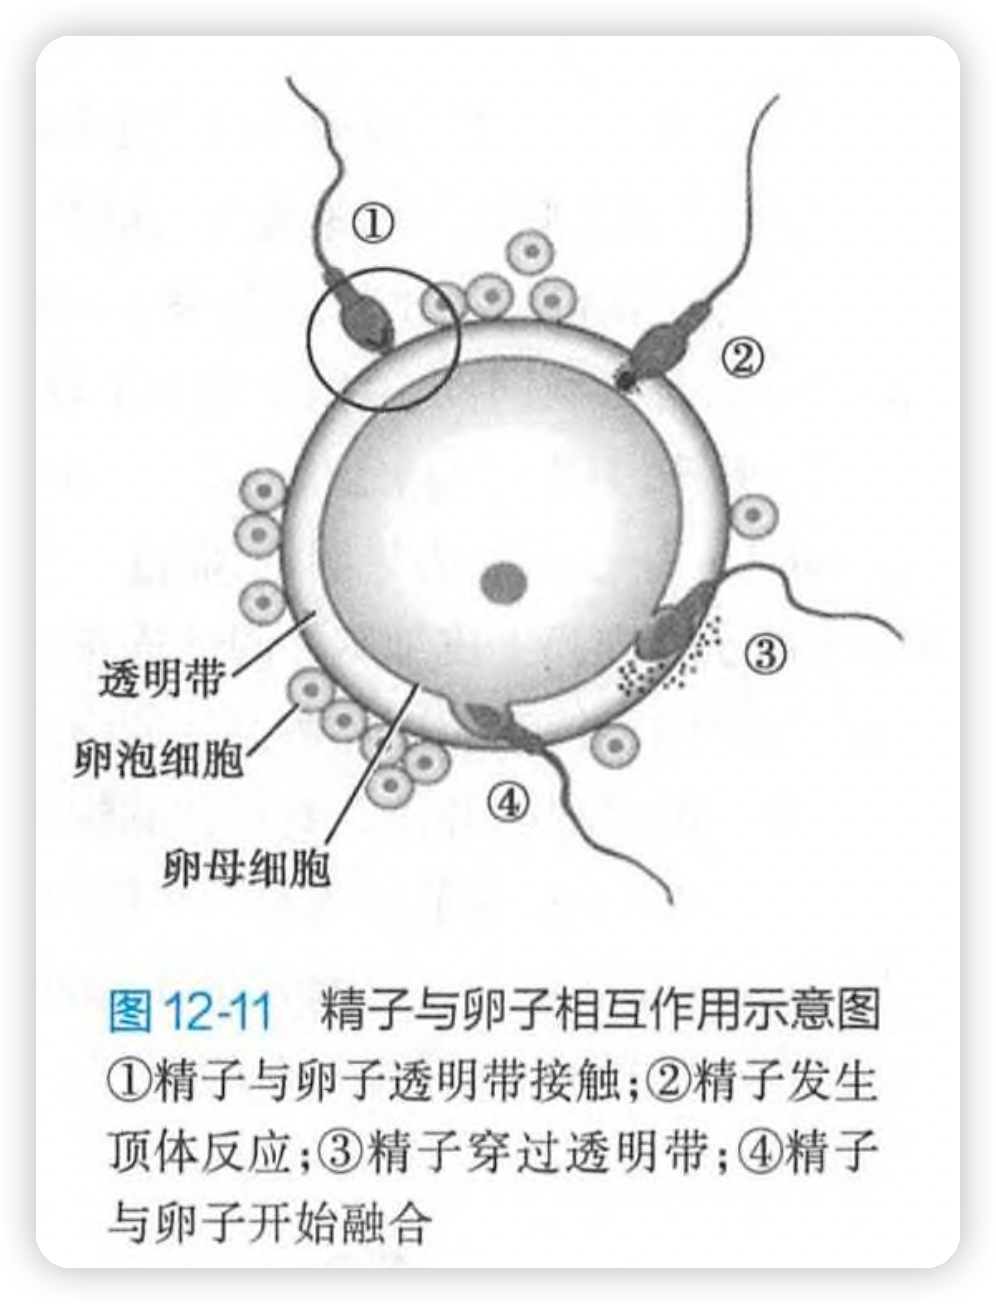 ①
②
③
透明带
卵泡细胞
④
卵母细胞
图12-11 精子与卵子相互作用示意图
①精子与卵子透明带接触;②精子发生
顶体反应;③精子穿过透明带;④精子
与卵子开始融合